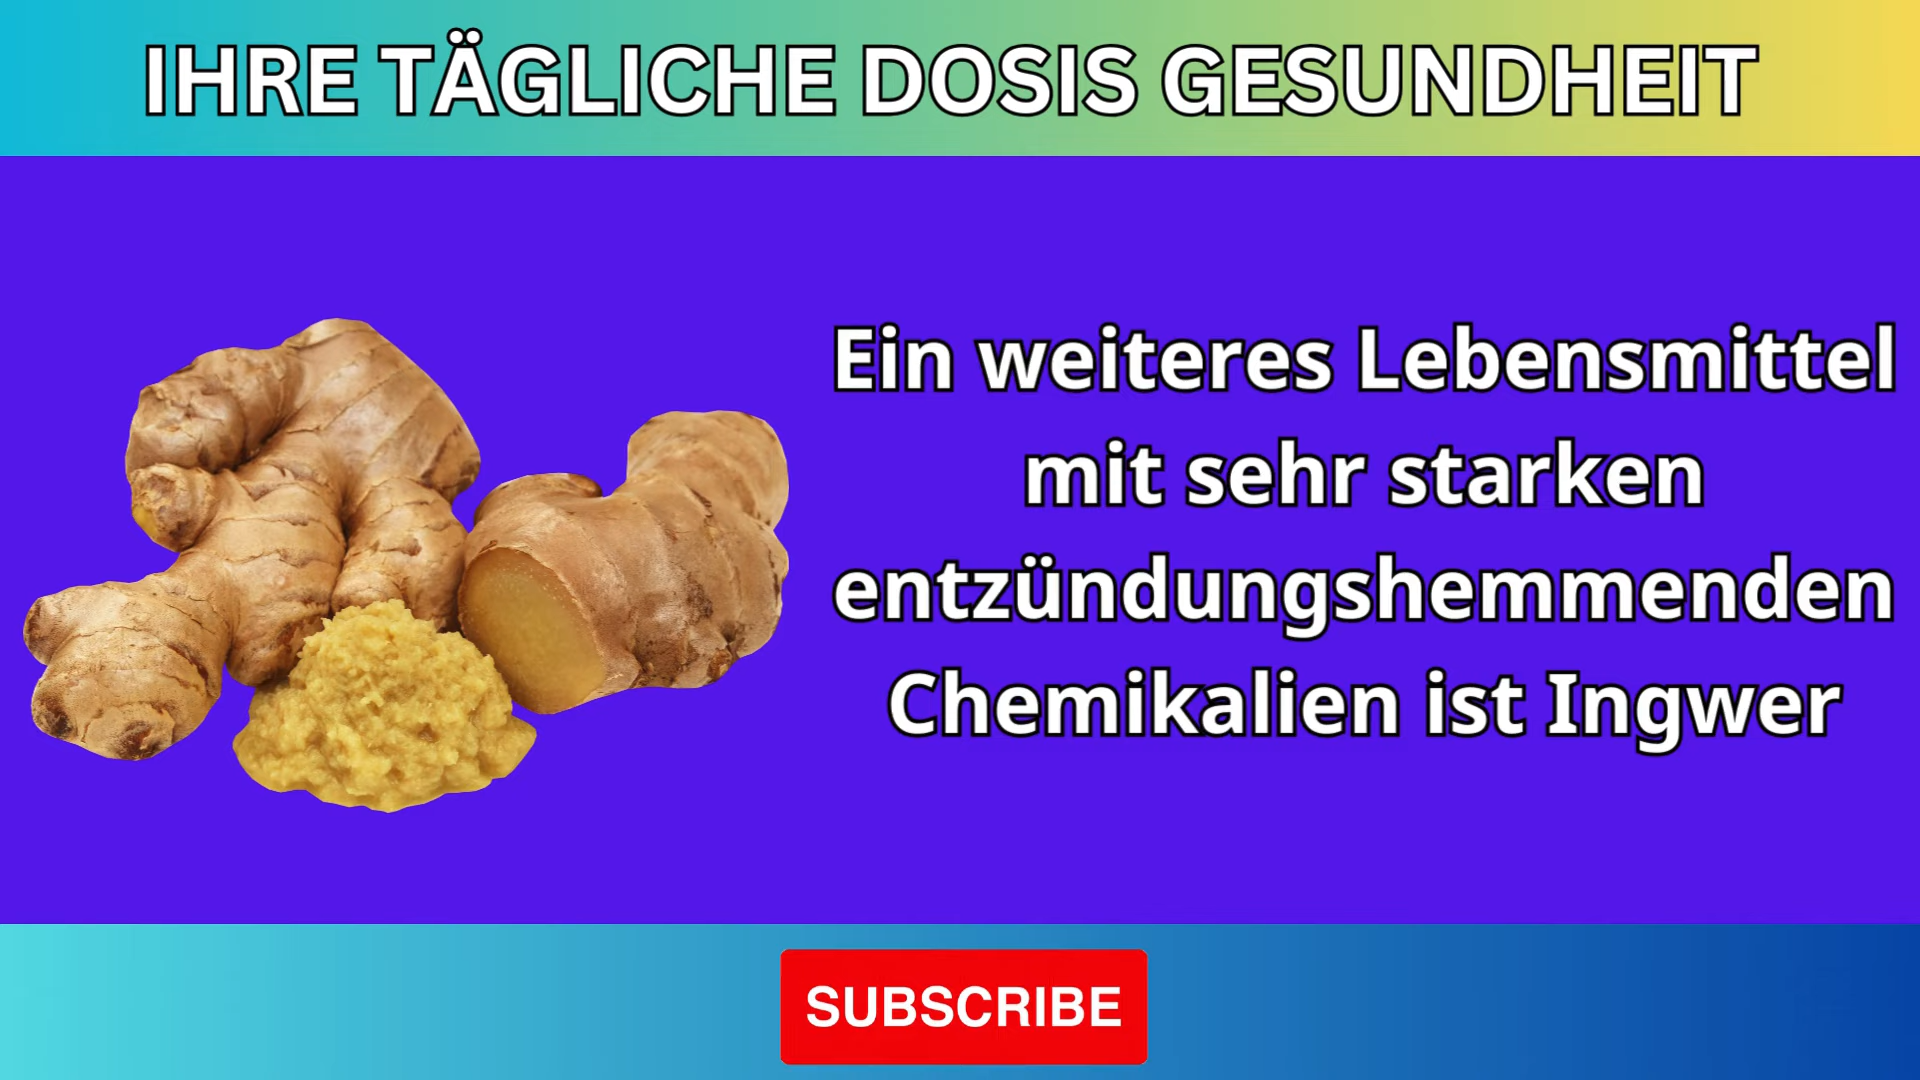 IHRE TÄGLICHE DOSIS GESUNDHEIT
Ein weiteres Lebensmittel
mit sehr starken
entzündungshemmenden
Chemikalien ist Ingwer
SUBSCRIBE